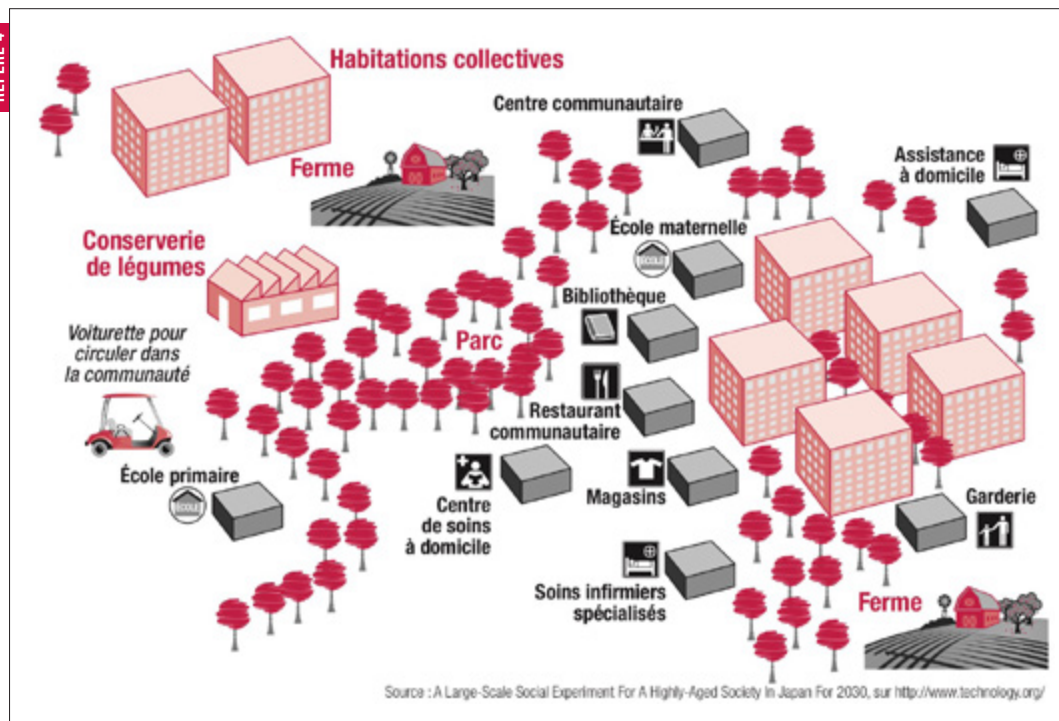 REPÈRE 4
Habitations collectives
Centre communautaire
Assistance
à domicile
Ferme
École maternelle
ÉCOLE
Conserverie
de légumes
Bibliothèque
Voiturette pour
circuler dans
la communauté
Parc
Restaurant
communautaire
École primaire
ÉCOLE
Centre
de soins
à domicile
Magasins
Garderie
Soins infirmiers
spécialisés
Ferme
Source : A Large-Scale Social Experiment For A Highly-Aged Society In Japan For 2030, sur http://www.technology.org/